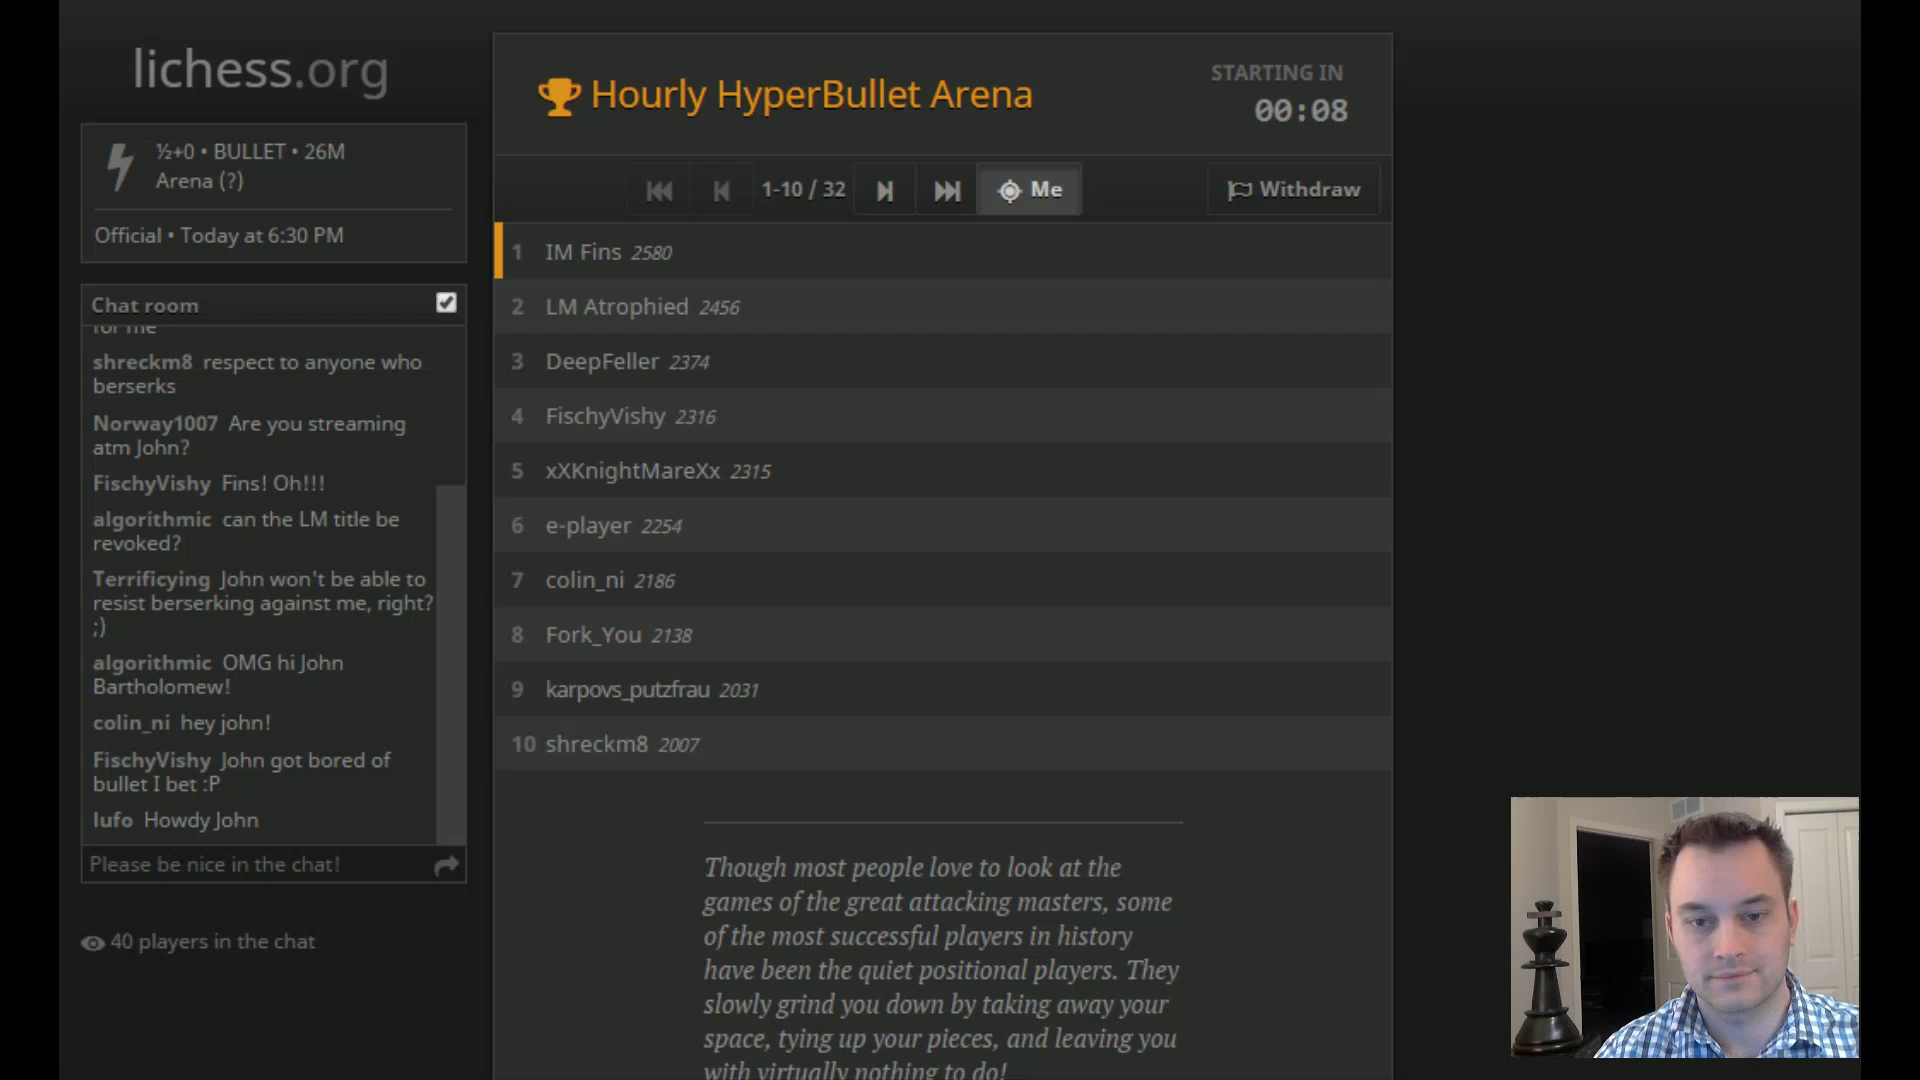 lichess.org
½+0 • BULLET • 26M
Arena (?)
Official • Today at 6:30 PM
Chat room
for me
shreckm8 respect to anyone who
berserks
Norway1007 Are you streaming
atm John?
FischyVishy Fins! Oh!!!
algorithmic can the LM title be
revoked?
Terrificying John won't be able to
resist berserking against me, right?
;)
algorithmic OMG hi John
Bartholomew!
colin_ni hey john!
FischyVishy John got bored of
bullet I bet :P
lufo Howdy John
Please be nice in the chat!
40 players in the chat
Hourly HyperBullet Arena
STARTING IN
00:08
1-10 / 32
Me
Withdraw
1 IM Fins 2580
2 LM Atrophied 2456
3 DeepFeller 2374
4 FischyVishy 2316
5 xXKnightMareXx 2315
6 e-player 2254
7 colin_ni 2186
8 Fork_You 2138
9 karpovs_putzfrau 2031
10 shreckm8 2007
Though most people love to look at the
games of the great attacking masters, some
of the most successful players in history
have been the quiet positional players. They
slowly grind you down by taking away your
space, tying up your pieces, and leaving you
with virtually nothing to do!